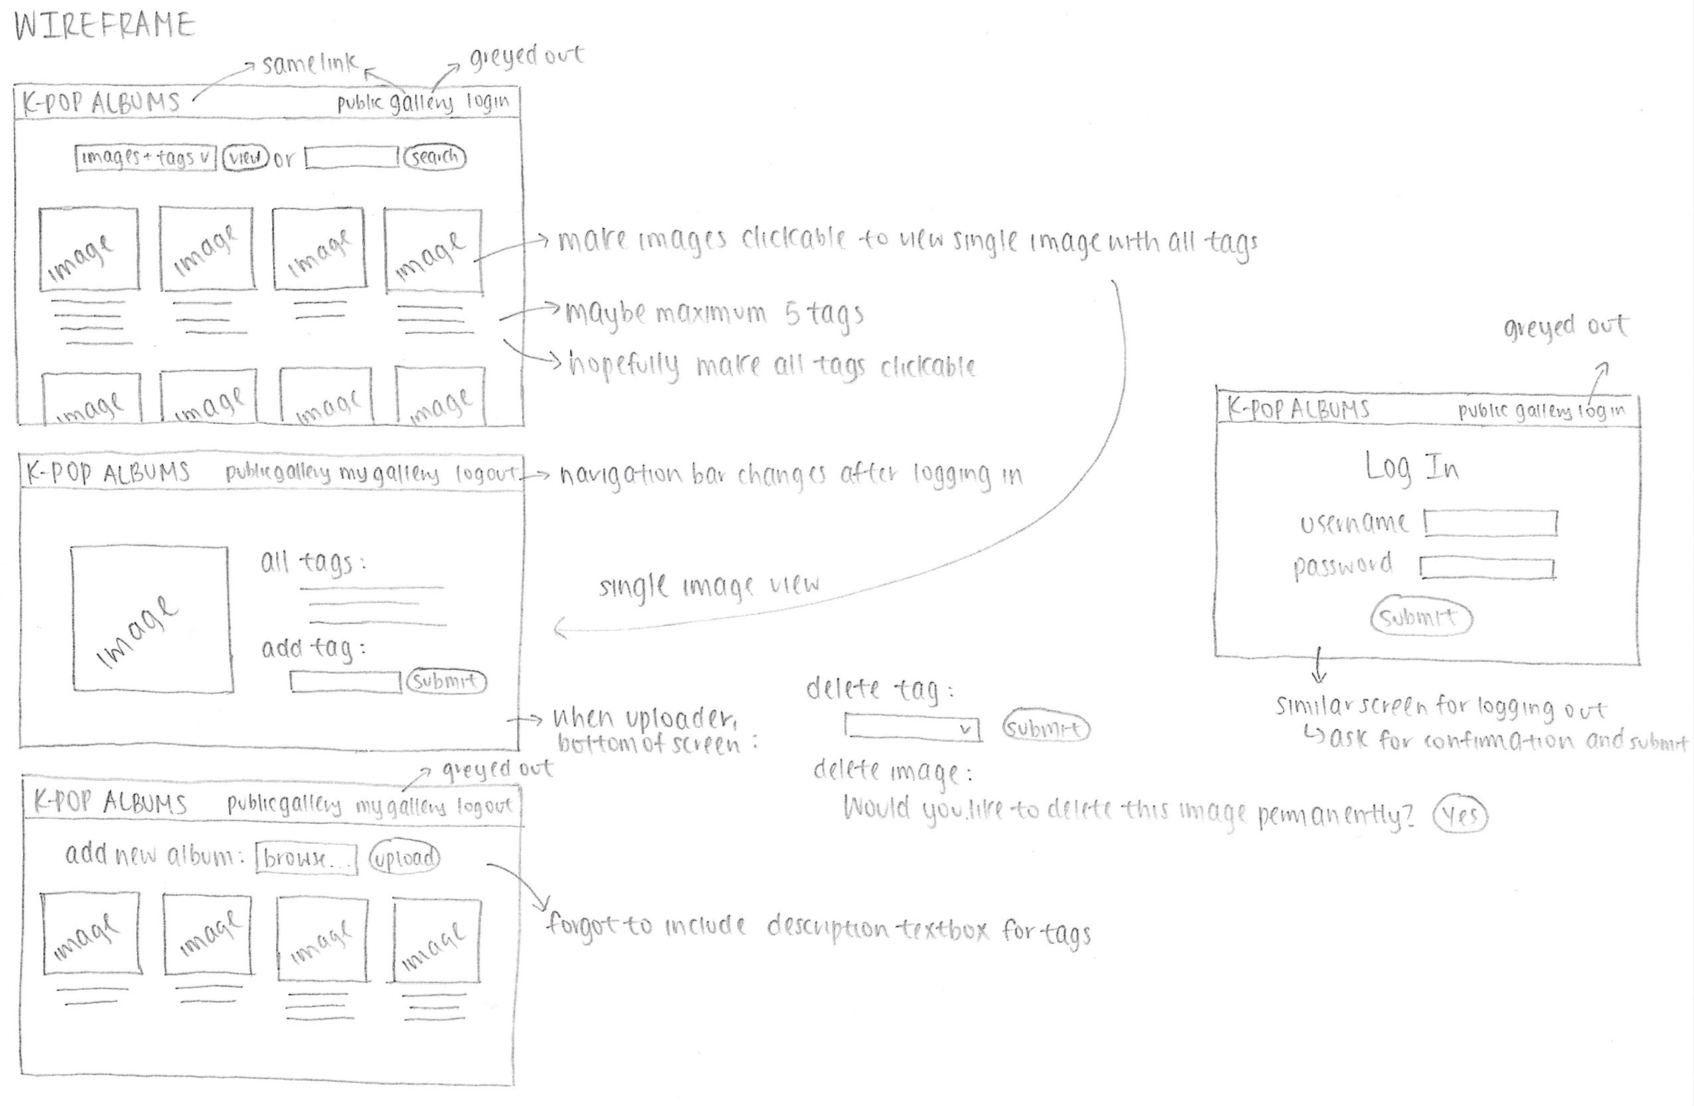 WIREFRAME
same link
greyed out
K-POP ALBUMS public gallery login
images + tags v view or search
image image image image
make images clickable to view single image with all tags
maybe maximum 5 tags
hopefully make all tags clickable
image image image image
K-POP ALBUMS public gallery my gallery logout
navigation bar changes after logging in
image
all tags:
add tag:
submit
single image view
when uploader,
bottom of screen:
delete tag:
v submit
delete image:
Would you like to delete this image permanently? yes
greyed out
K-POP ALBUMS public gallery my gallery logout
add new album: browse... upload
image image image image
forgot to include description textbox for tags
greyed out
K-POP ALBUMS public gallery login
Log In
username
password
submit
similar screen for logging out
↳ ask for confirmation and submit